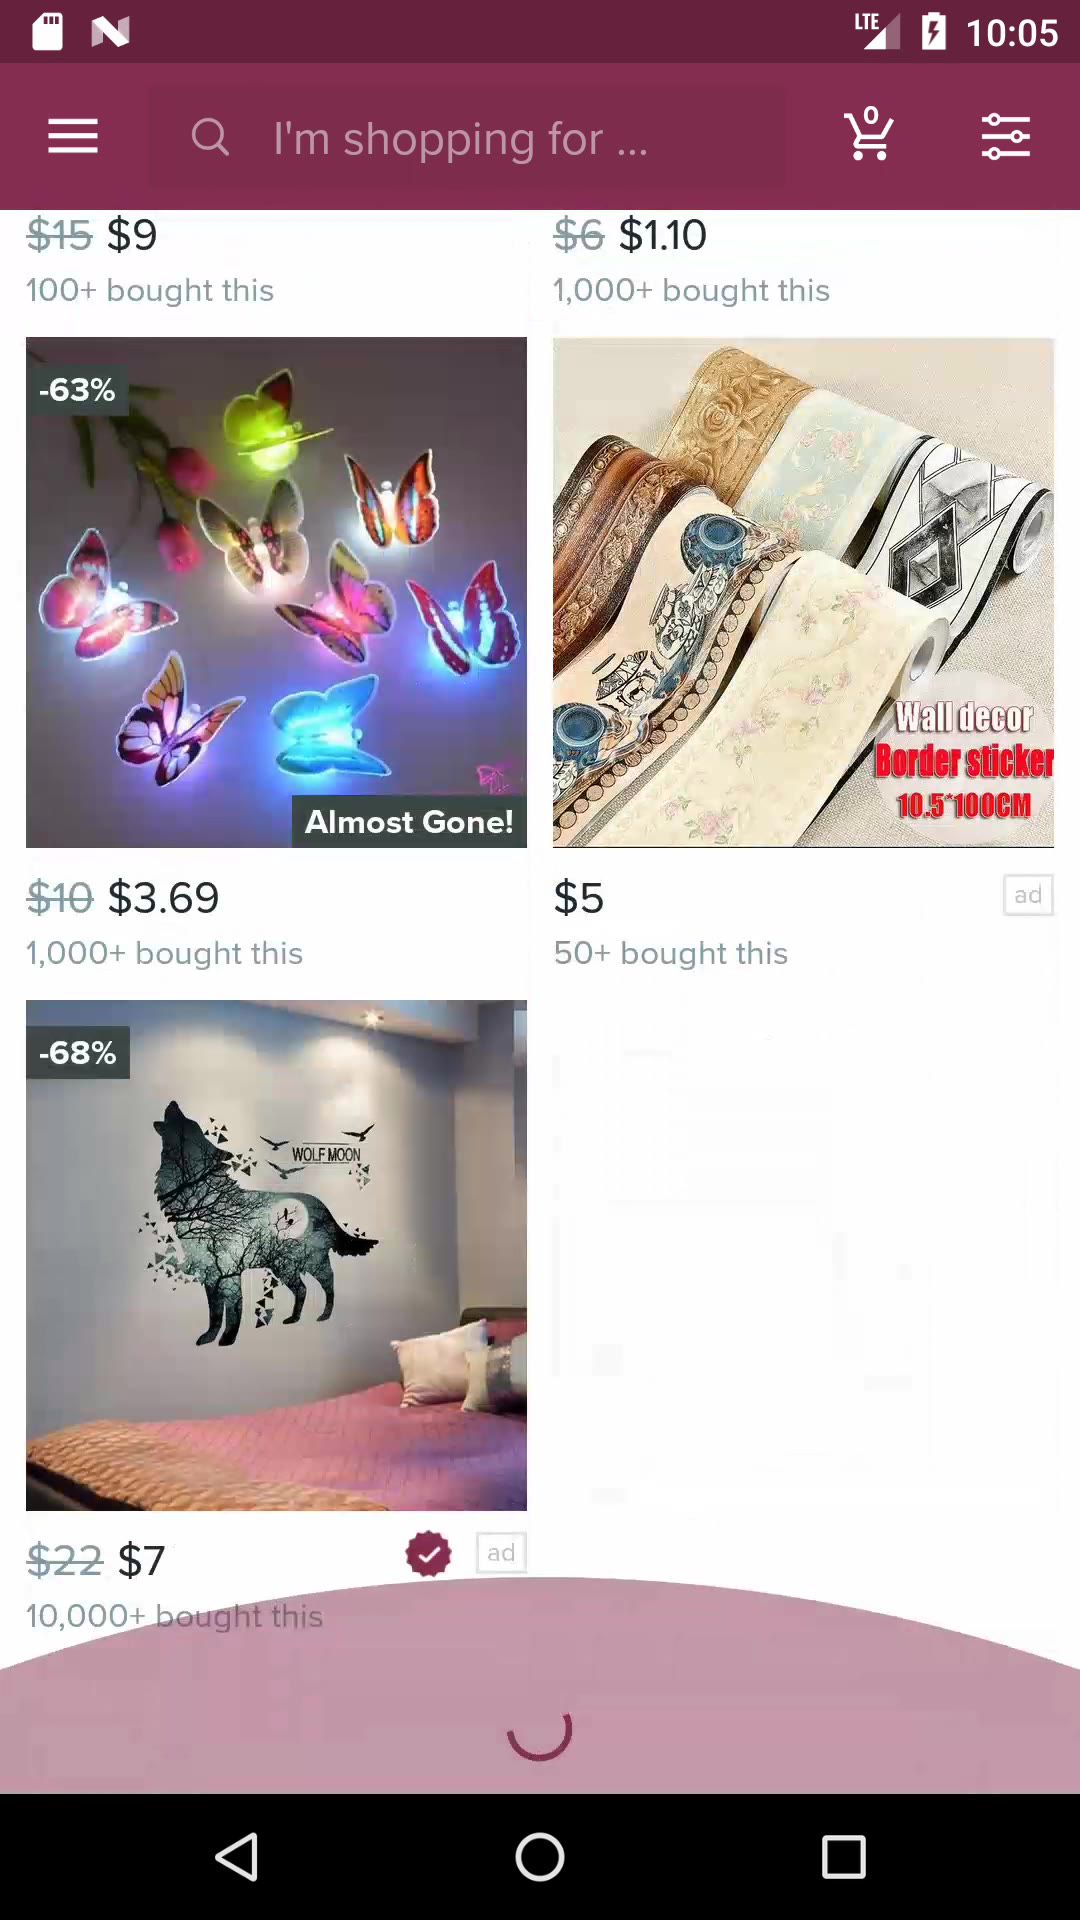 LTE 10:05
I'm shopping for ...
0
$15 $9
100+ bought this
$6 $1.10
1,000+ bought this
-63%
Almost Gone!
Wall decor
Border sticker
10.5*100CM
$10 $3.69
1,000+ bought this
$5
ad
50+ bought this
-68%
WOLF MOON
$22 $7
ad
10,000+ bought this